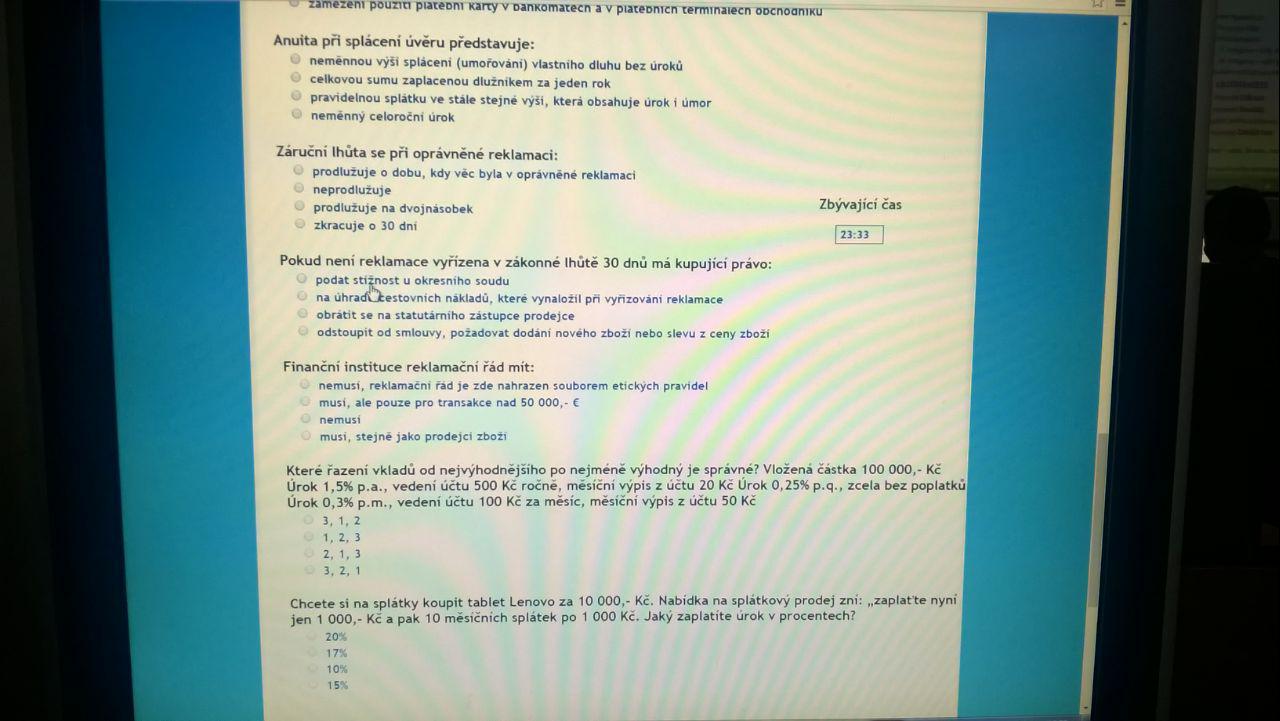 zamezení použití platební karty v bankomatech a v platebních terminálech obchodníků
Anuita při splácení úvěru představuje:
neměnnou výši splácení (umořování) vlastního dluhu bez úroků
celkovou sumu zaplacenou dlužníkem za jeden rok
pravidelnou splátku ve stále stejné výši, která obsahuje úrok i úmor
neměnný celoroční úrok
Záruční lhůta se při oprávněné reklamaci:
prodlužuje o dobu, kdy věc byla v oprávněné reklamaci
neprodlužuje
prodlužuje na dvojnásobek
zkracuje o 30 dní
Zbývající čas
23:33
Pokud není reklamace vyřízena v zákonné lhůtě 30 dnů má kupující právo:
podat stížnost u okresního soudu
na úhradu cestovních nákladů, které vynaložil při vyřizování reklamace
obrátit se na statutárního zástupce prodejce
odstoupit od smlouvy, požadovat dodání nového zboží nebo slevu z ceny zboží
Finanční instituce reklamační řád mít:
nemusí, reklamační řád je zde nahrazen souborem etických pravidel
musí, ale pouze pro transakce nad 50 000,- €
nemusí
musí, stejně jako prodejci zboží
Které řazení vkladů od nejvýhodnějšího po nejméně výhodný je správné? Vložená částka 100 000,- Kč
Úrok 1,5% p.a., vedení účtu 500 Kč ročně, měsíční výpis z účtu 20 Kč Úrok 0,25% p.q., zcela bez poplatků
Úrok 0,3% p.m., vedení účtu 100 Kč za měsíc, měsíční výpis z účtu 50 Kč
3, 1, 2
1, 2, 3
2, 1, 3
3, 2, 1
Chcete si na splátky koupit tablet Lenovo za 10 000,- Kč. Nabídka na splátkový prodej zní: „zaplaťte nyní
jen 1 000,- Kč a pak 10 měsíčních splátek po 1 000 Kč. Jaký zaplatíte úrok v procentech?
20%
17%
10%
15%